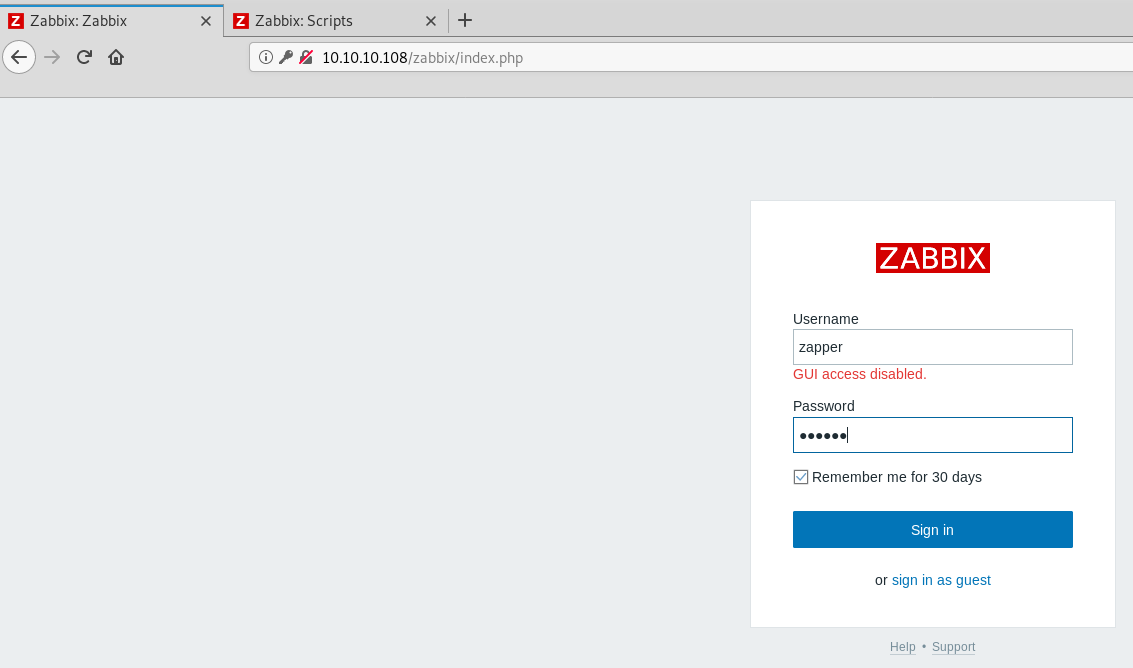 Z Zabbix: Zabbix
Z Zabbix: Scripts
10.10.10.108/zabbix/index.php
ZABBIX
Username
zapper
GUI access disabled.
Password
●●●●●●
Remember me for 30 days
Sign in
or sign in as guest
Help • Support